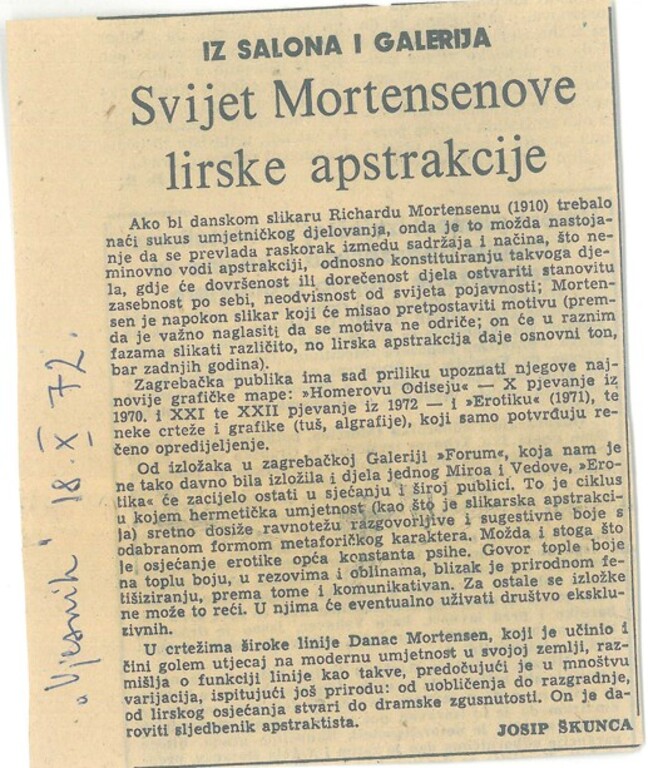 IZ SALONA I GALERIJA
Svijet Mortensenove
lirske apstrakcije
Ako bi danskom slikaru Richardu Mortensenu (1910) trebalo
naći sukus umjetničkog djelovanja, onda je to možda nastoja-
nje da se prevlada raskorak između sadržaja i načina, što ne-
minovno vodi apstrakciji, odnosno konstituiranju takvoga dje-
la, gdje će dovršenost ili dorečenost djela ostvariti stanovitu
zasebnost po sebi, neodvisnost od svijeta pojavnosti; Morten-
sen je napokon slikar koji će misao pretpostaviti motivu (prem-
da je važno naglasiti da se motiva ne odriče; on će u raznim
fazama slikati različito, no lirska apstrakcija daje osnovni ton,
bar zadnjih godina).
Zagrebačka publika ima sad priliku upoznati njegove naj-
novije grafičke mape: »Homerovu Odiseju« — X pjevanje iz
1970. i XXI te XXII pjevanje iz 1972 — i »Erotiku« (1971), te
neke crteže i grafike (tuš, algrafije), koji samo potvrđuju re-
čeno opredijeljenje.
Od izložaka u zagrebačkoj Galeriji »Forum«, koja nam je
ne tako davno bila izložila i djela jednog Miroa i Vedove, »Ero-
tika« će zacijelo ostati u sjećanju i široj publici. To je ciklus
u kojem hermetička umjetnost (kao što je slikarska apstrakci-
ja) sretno dosiže ravnotežu razgovorljive i sugestivne boje s
odabranom formom metaforičkog karaktera. Možda i stoga što
je osjećanje erotike opća konstanta psihe. Govor tople boje
na toplu boju, u rezovima i oblinama, blizak je prirodnom fe-
tišiziranju, prema tome i komunikativan. Za ostale se izložke
ne može to reći. U njima će eventualno uživati društvo eksklu-
zivnih.
U crtežima široke linije Danac Mortensen, koji je učinio i
čini golem utjecaj na modernu umjetnost u svojoj zemlji, raz-
mišlja o funkciji linije kao takve, predočujući je u mnoštvu
varijacija, ispitujući još prirodu: od uobličenja do razgradnje,
od lirskog osjećanja stvari do dramske zgusnutosti. On je da-
roviti sljedbenik apstraktista.
JOSIP ŠKUNCA
"Vjesnik" 18. X 72.